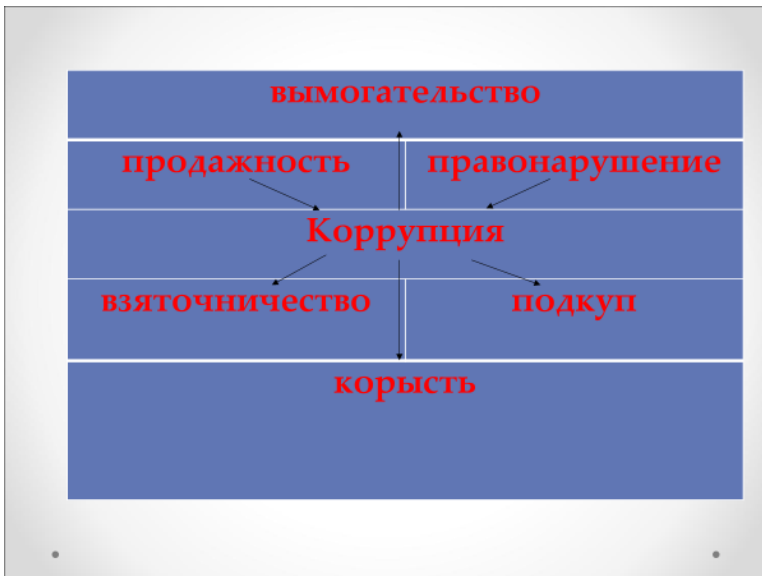 вымогательство
продажность правонарушение
Коррупция
взяточничество подкуп
корысть